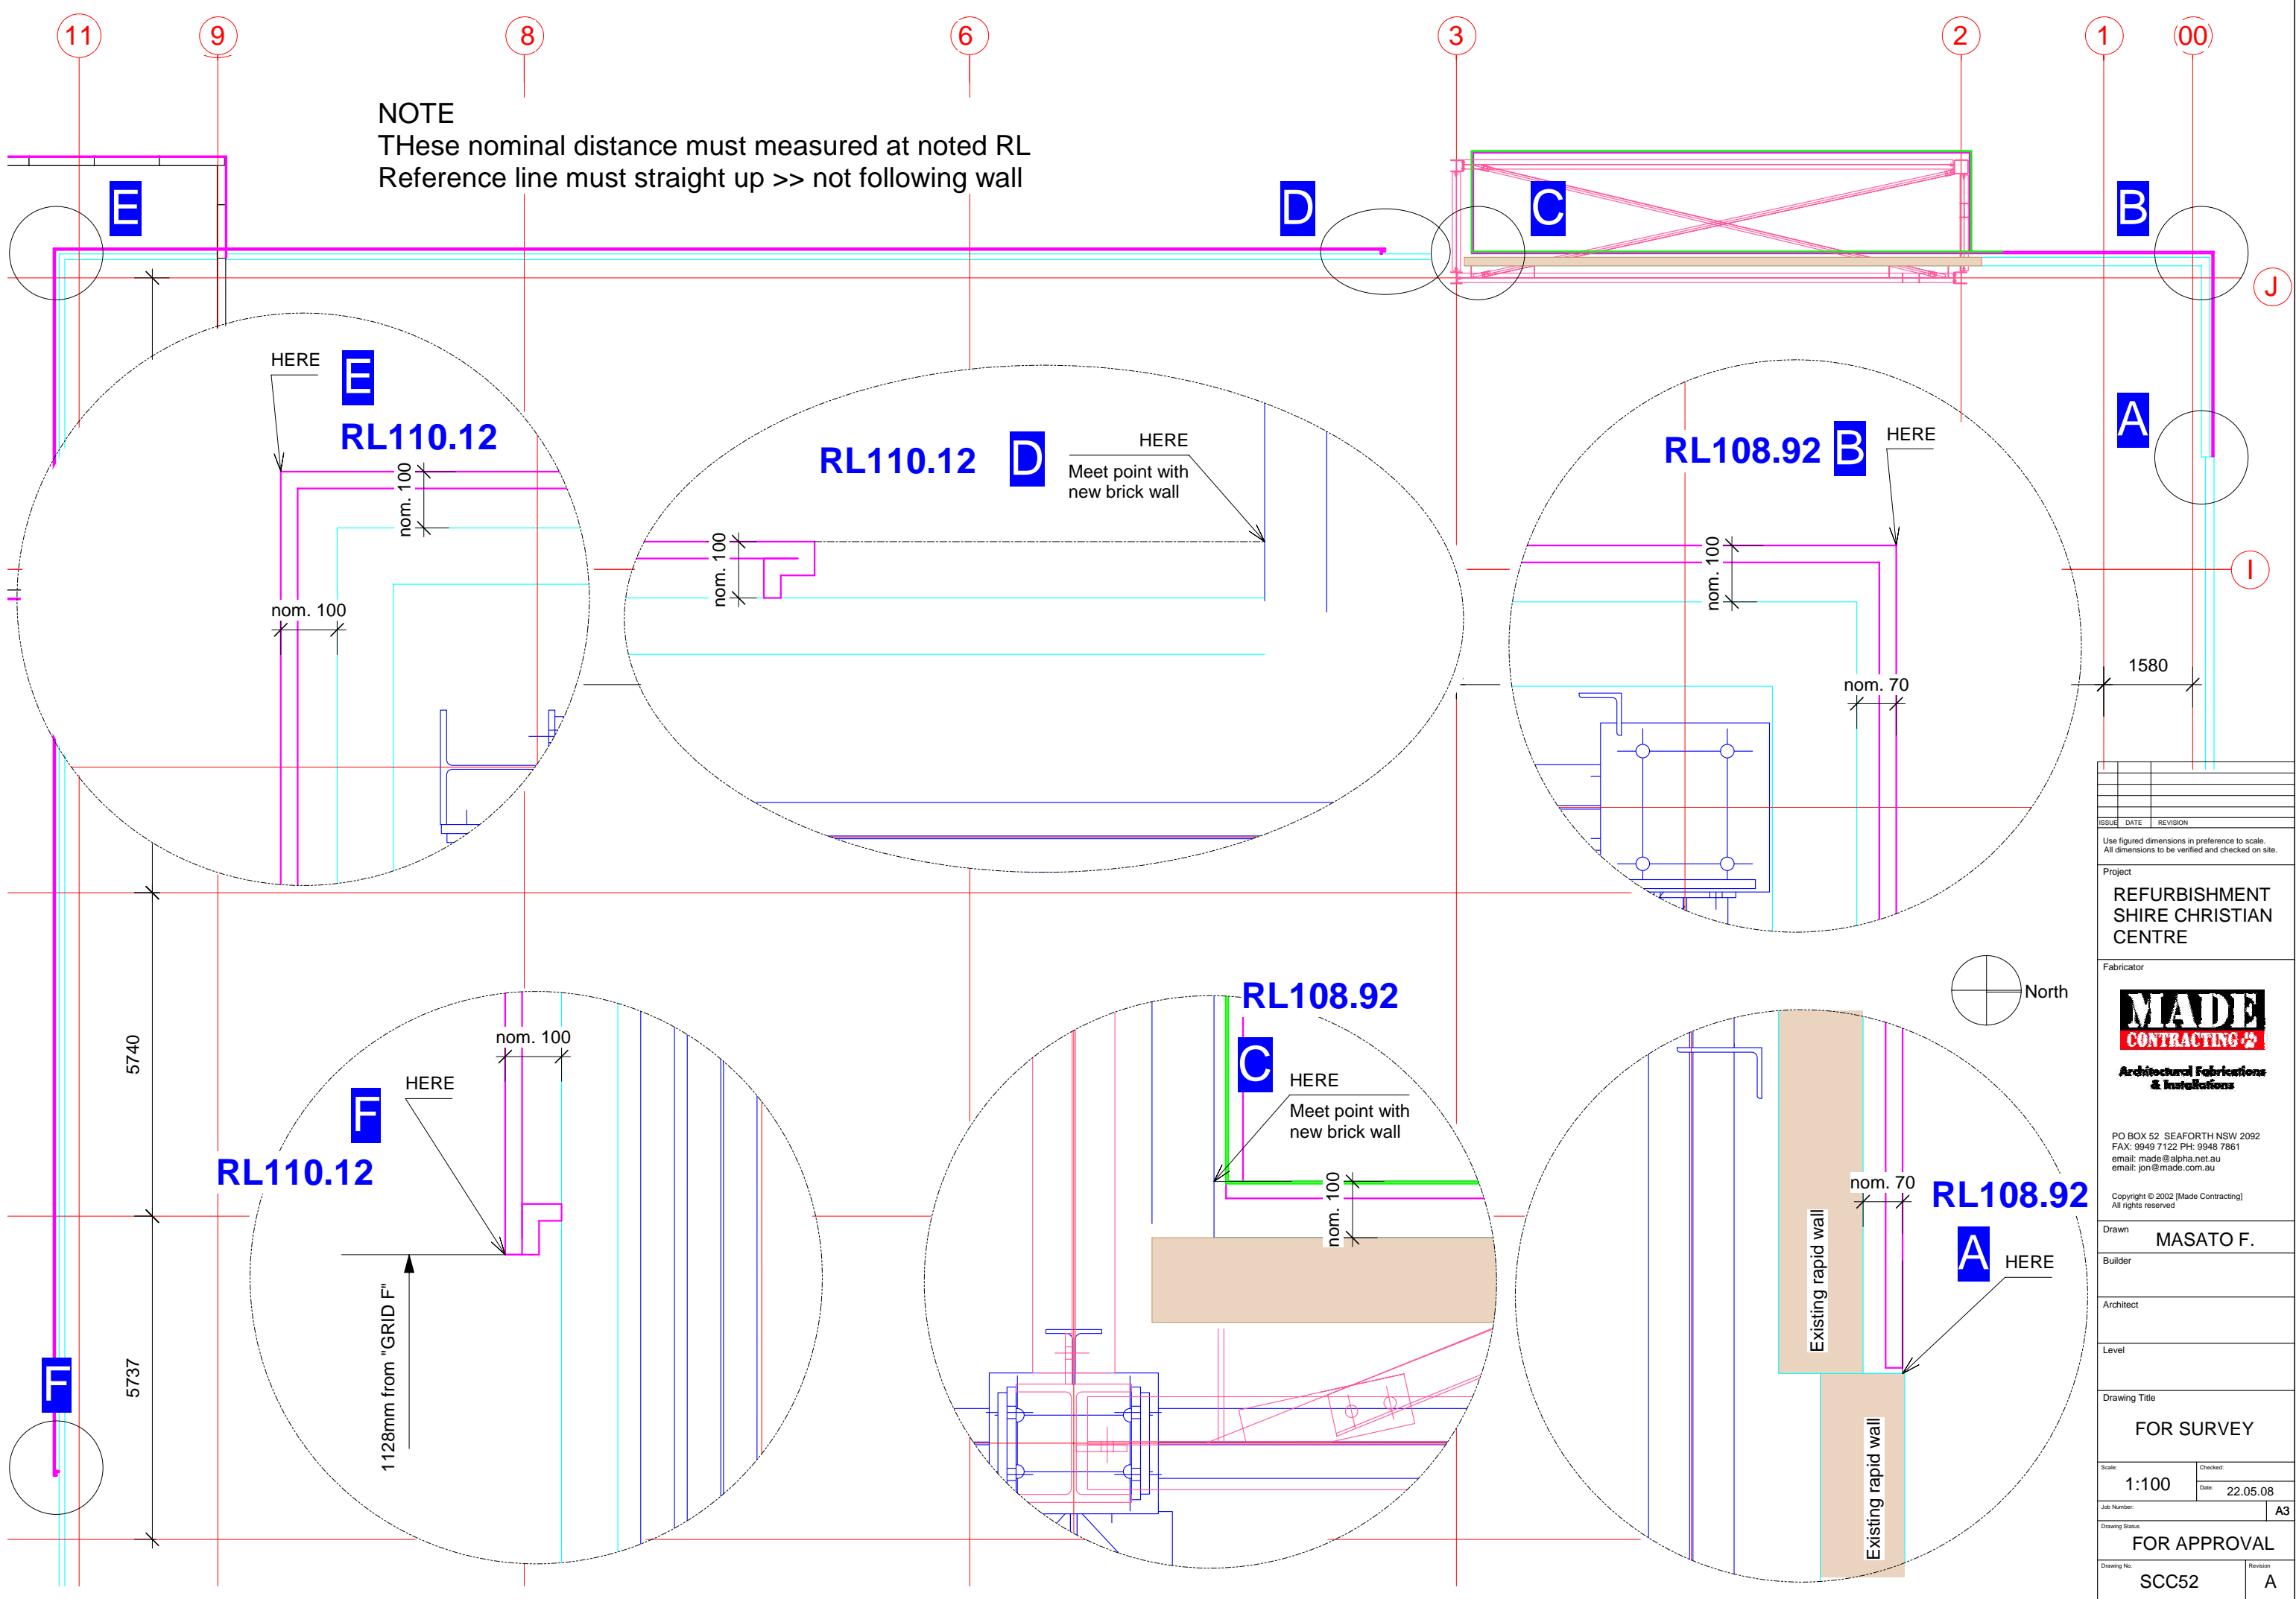 11
9
8
6
3
2
1
(00)
NOTE
THese nominal distance must measured at noted RL
Reference line must straight up >> not following wall
E
D
C
B
J
A
HERE
E
RL110.12
nom. 100
nom. 100
RL110.12
D
HERE
Meet point with
new brick wall
nom. 100
RL108.92
B
HERE
nom. 100
nom. 70
I
1580
5740
5737
F
nom. 100
HERE
F
RL110.12
1128mm from "GRID F"
RL108.92
C
HERE
Meet point with
new brick wall
nom. 100
North
nom. 70
RL108.92
A
HERE
Existing rapid wall
Existing rapid wall
ISSUE DATE REVISION
Use figured dimensions in preference to scale.
All dimensions to be verified and checked on site.
Project
REFURBISHMENT
SHIRE CHRISTIAN
CENTRE
Fabricator
MADE
CONTRACTING
Architectural Fabrications
& Installations
PO BOX 52 SEAFORTH NSW 2092
FAX: 9949 7122 PH: 9948 7861
email: made@alpha.net.au
email: jon@made.com.au
Copyright © 2002 [Made Contracting]
All rights reserved
Drawn
MASATO F.
Builder
Architect
Level
Drawing Title
FOR SURVEY
Scale:
1:100
Checked:
Date: 22.05.08
Job Number:
A3
Drawing Status
FOR APPROVAL
Drawing No.
SCC52
Revision
A